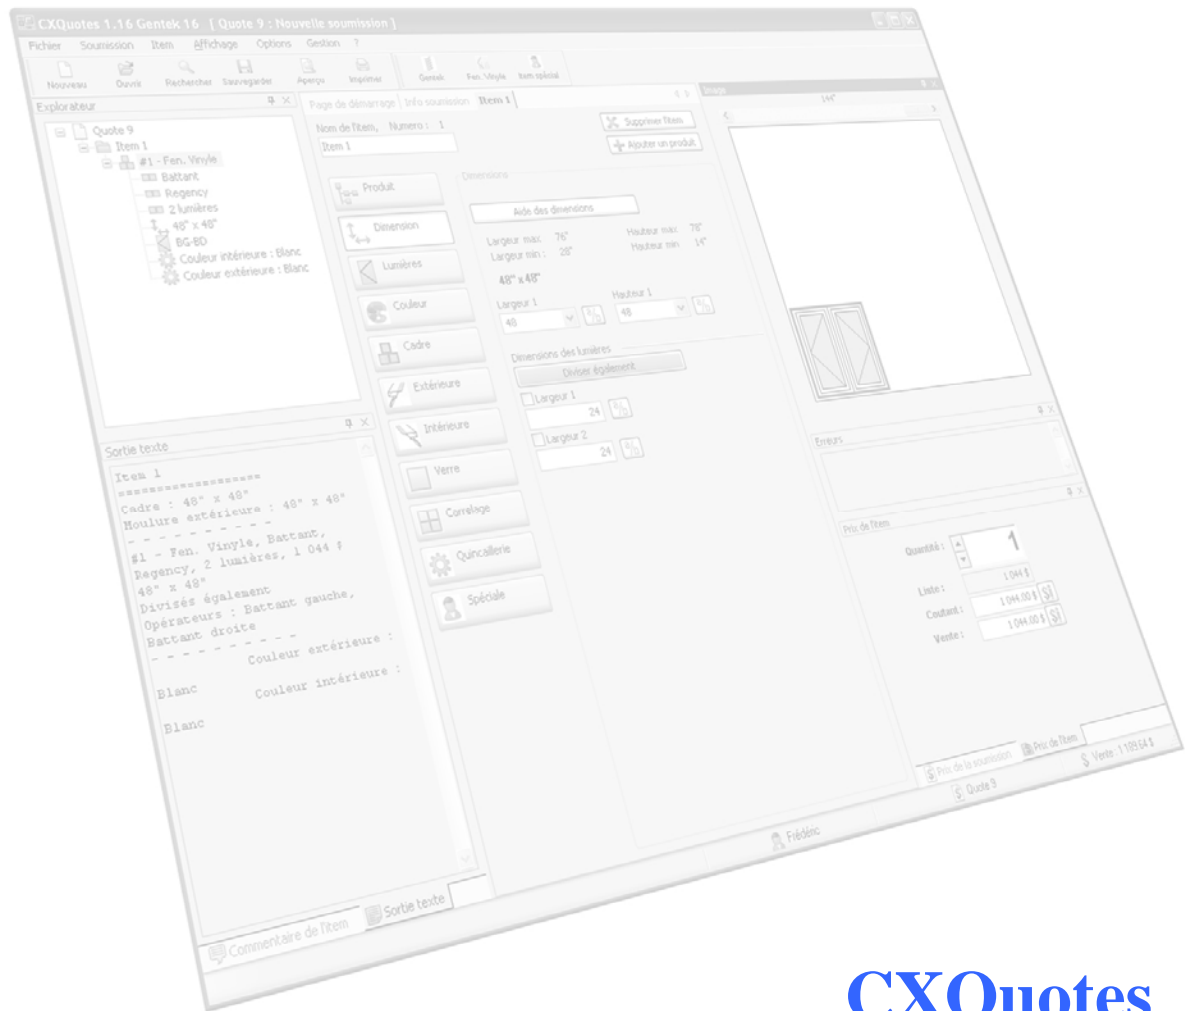 CXQuotes 1.16 Gentek 16 [ Quote 9 : Nouvelle soumission ]
Fichier Soumission Item Affichage Options Gestion ?
Nouveau Ouvrir Rechercher Sauvegarder Aperçu Imprimer Gentek Fen. Vinyle Item spécial
Explorateur
Quote 9
Item 1
#1 - Fen. Vinyle
Battant
Regency
2 lumières
48" x 48"
BG-BD
Couleur intérieure : Blanc
Couleur extérieure : Blanc
Sortie texte
Item 1
===================
Cadre : 48" x 48"
Moulure extérieure : 48" x 48"
- - - - - - - - - -
#1 - Fen. Vinyle, Battant,
Regency, 2 lumières, 1 044 $
48" x 48"
Divisés également
Opérateurs : Battant gauche,
Battant droite
- - - - - - - - - -
Couleur extérieure :
Blanc
Couleur intérieure :
Blanc
Commentaire de l'item Sortie texte
Page de démarrage Info soumission Item 1
Nom de l'item, Numero : 1
Item 1
Supprimer l'item
Ajouter un produit
Produit
Dimension
Lumières
Couleur
Cadre
Extérieure
Intérieure
Verre
Correlage
Quincaillerie
Spéciale
Dimensions
Aide des dimensions
Largeur max 76" Hauteur max 78"
Largeur min : 28" Hauteur min 14"
48" x 48"
Largeur 1 Hauteur 1
48 48
Dimensions des lumières
Diviser également
Largeur 1
24
Largeur 2
24
Image
144"
Erreurs
Prix de l'item
Quantité : 1
Liste : 1 044 $
Coutant : 1 044.00 $
Vente : 1 044.00 $
Prix de la soumission Prix de l'item
Frédéric Quote 9 Vente : 1 189.64 $
CXQuotes